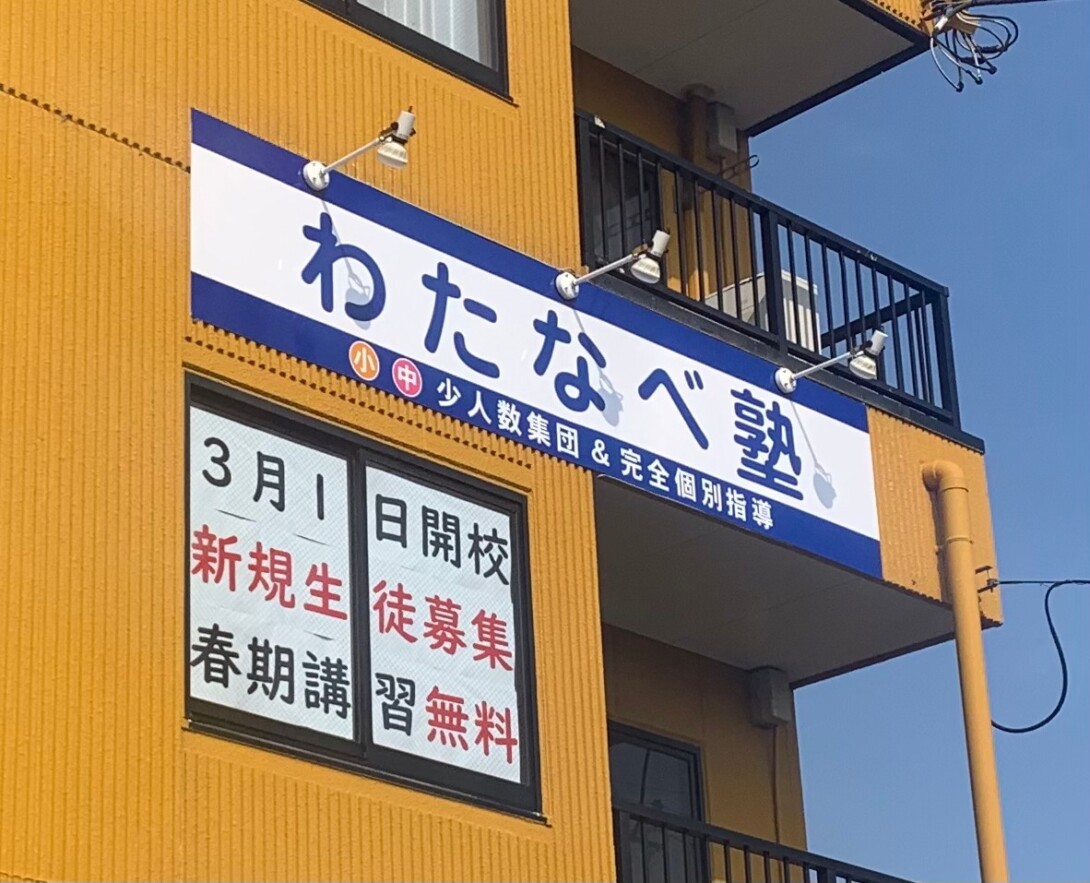 わたなべ塾
小 中 少人数集団 & 完全個別指導
3月1日開校
新規生徒募集
春期講習無料